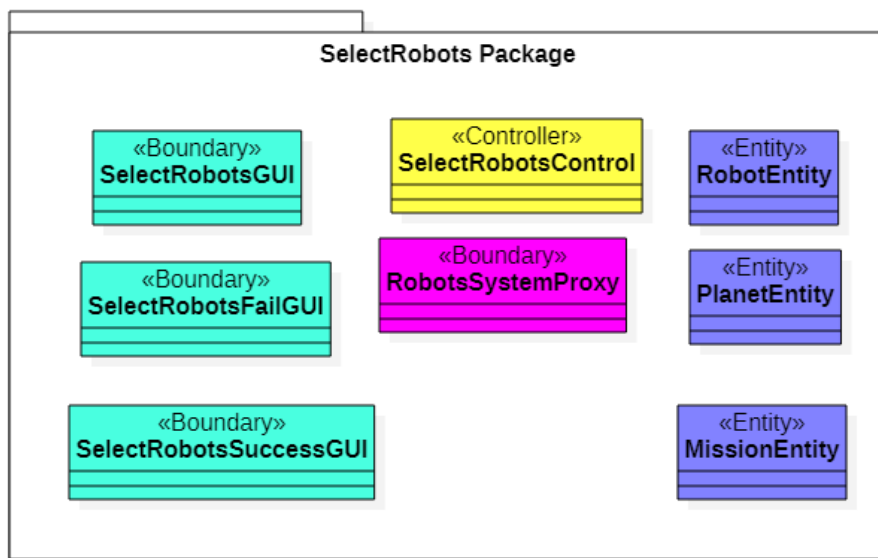 SelectRobots Package
«Boundary»
SelectRobotsGUI
«Controller»
SelectRobotsControl
«Entity»
RobotEntity
«Boundary»
SelectRobotsFailGUI
«Boundary»
RobotsSystemProxy
«Entity»
PlanetEntity
«Boundary»
SelectRobotsSuccessGUI
«Entity»
MissionEntity